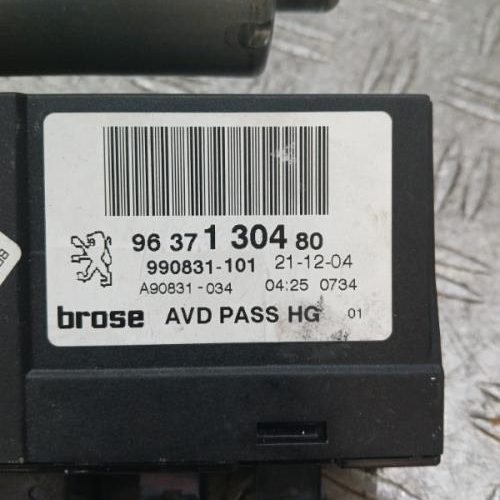 96 37 1 304 80
990831-101 21-12-04
A90831-034 04:25 0734
brose AVD PASS HG 01